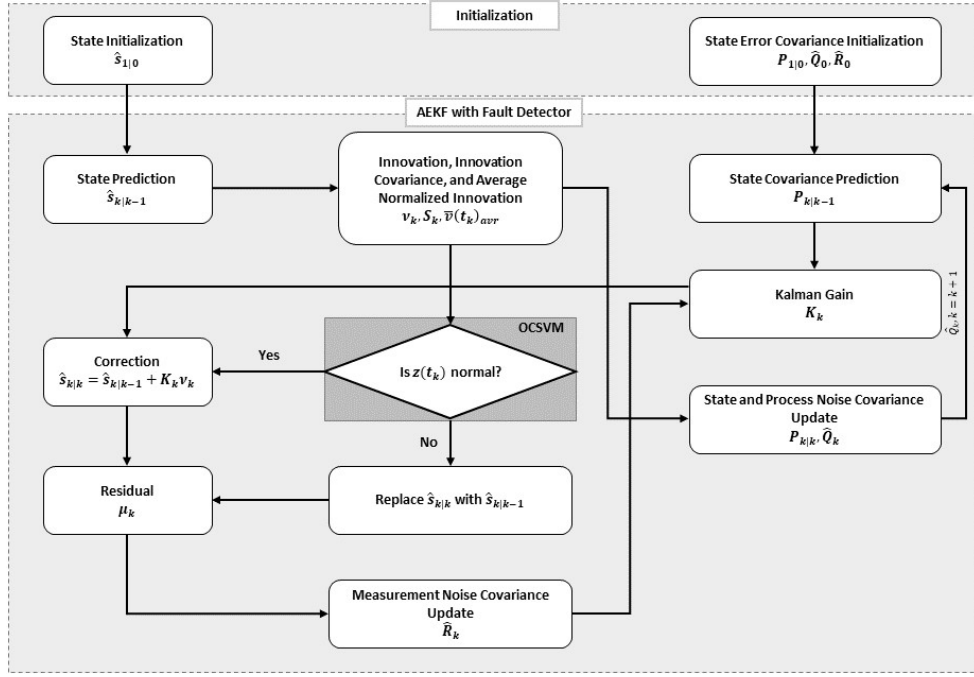 Initialization
State Initialization
ŝ₁|₀
State Error Covariance Initialization
P₁|₀, Q̂₀, R̂₀
AEKF with Fault Detector
State Prediction
ŝₖ|ₖ₋₁
Innovation, Innovation
Covariance, and Average
Normalized Innovation
νₖ, Sₖ, ν̅(tₖ)ₐᵥᵣ
State Covariance Prediction
Pₖ|ₖ₋₁
Kalman Gain
Kₖ
Q̂ₖ, k = k + 1
OCSVM
Is z(tₖ) normal?
Yes
No
Correction
ŝₖ|ₖ = ŝₖ|ₖ₋₁ + Kₖνₖ
State and Process Noise Covariance
Update
Pₖ|ₖ, Q̂ₖ
Residual
μₖ
Replace ŝₖ|ₖ with ŝₖ|ₖ₋₁
Measurement Noise Covariance
Update
R̂ₖ